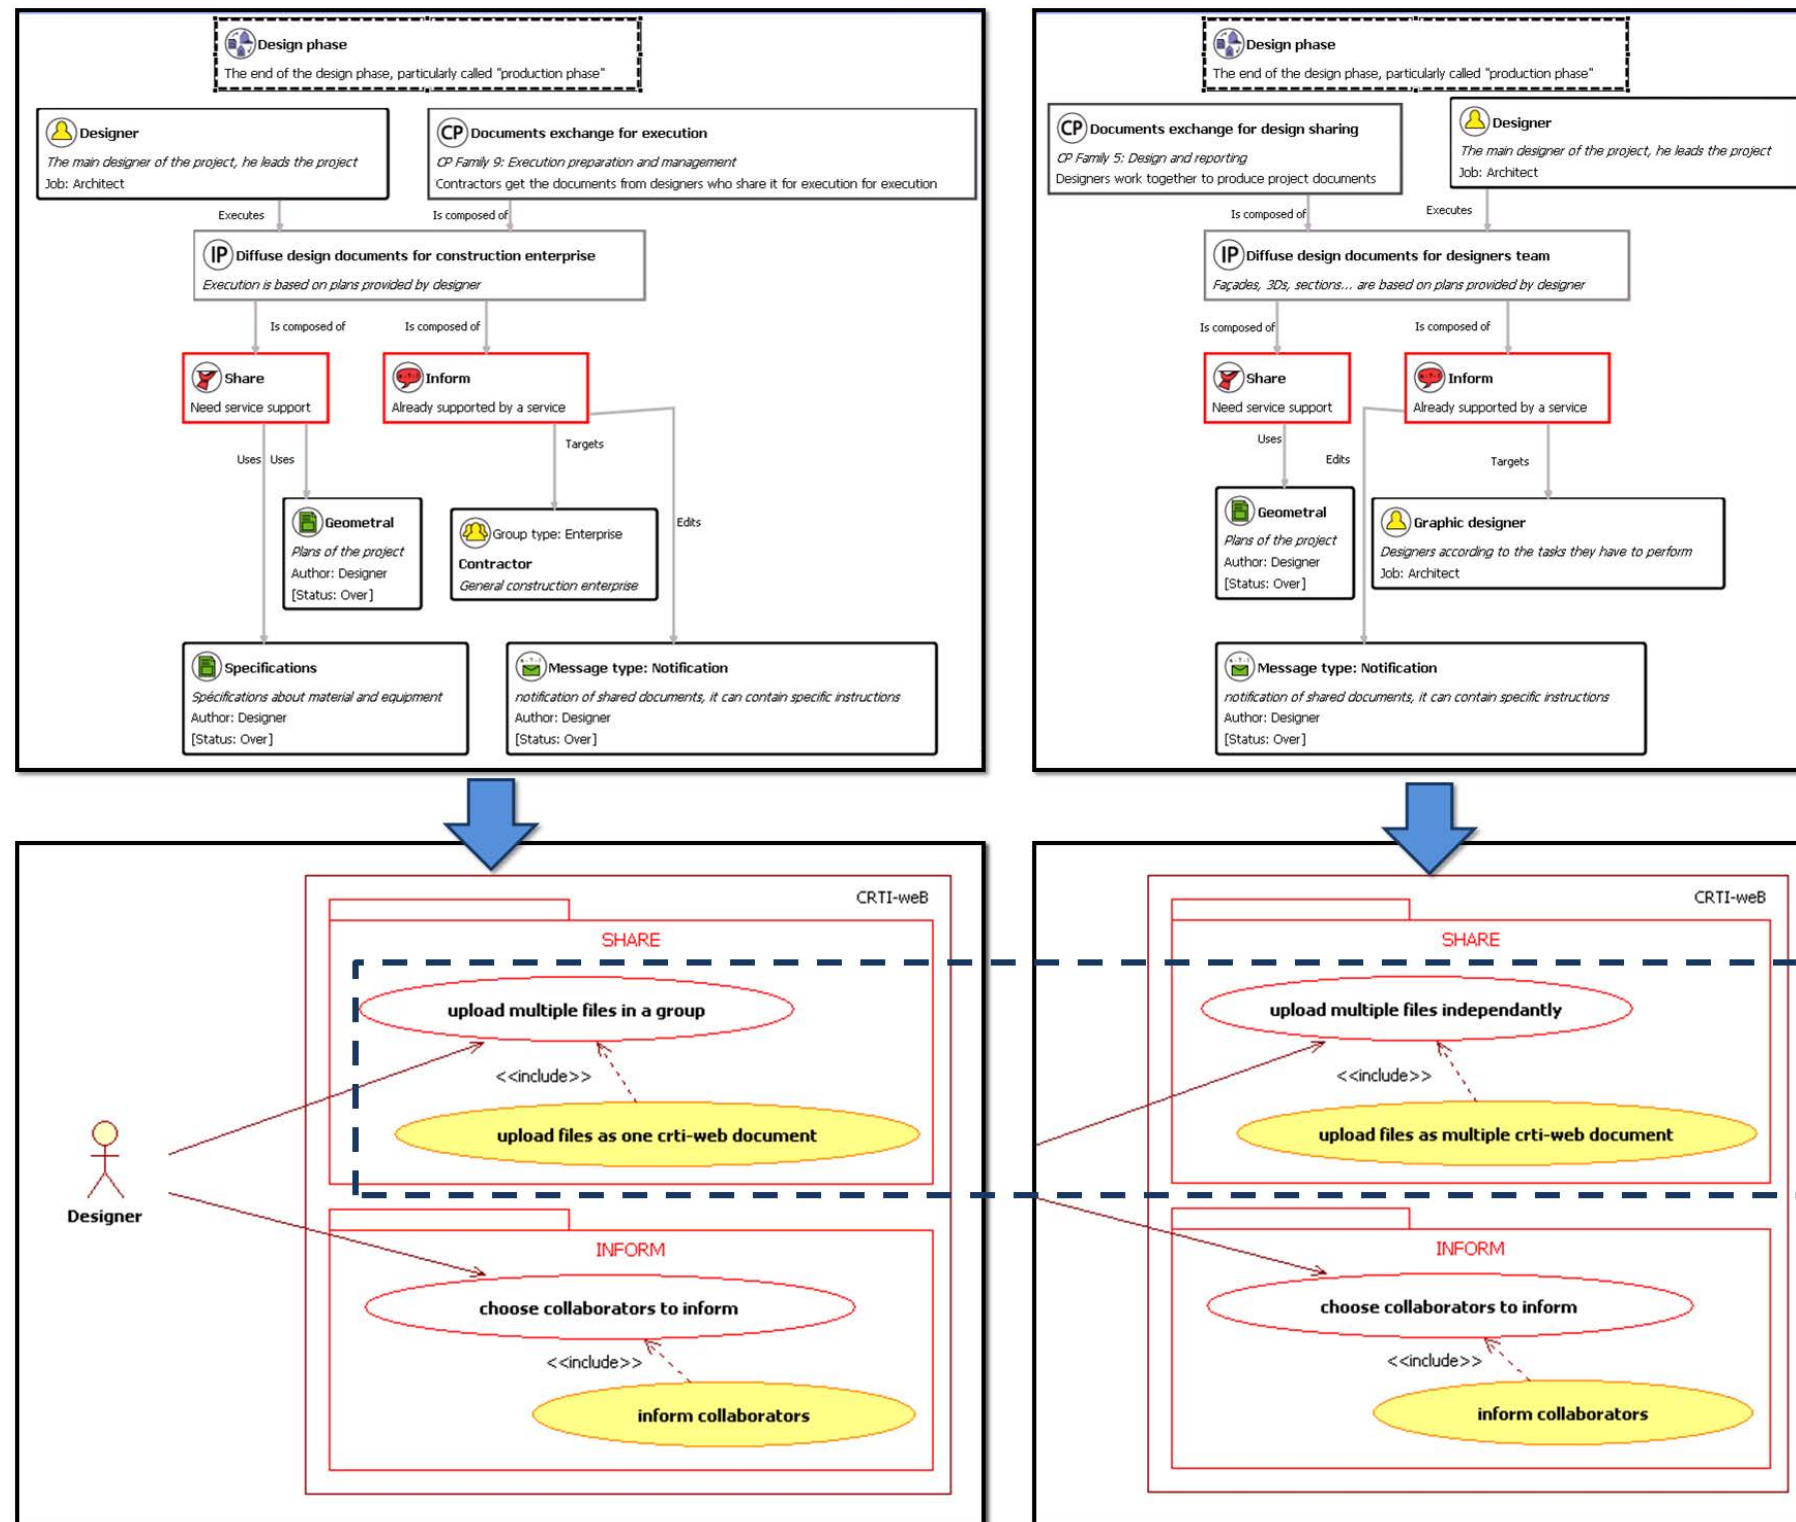 Design phase
The end of the design phase, particularly called "production phase"
Designer
The main designer of the project, he leads the project
Job: Architect
CP Documents exchange for execution
CP Family 9: Execution preparation and management
Contractors get the documents from designers who share it for execution for execution
Executes
Is composed of
IP Diffuse design documents for construction enterprise
Execution is based on plans provided by designer
Is composed of
Is composed of
Share
Need service support
Inform
Already supported by a service
Uses
Uses
Targets
Edits
Geometral
Plans of the project
Author: Designer
[Status: Over]
Group type: Enterprise
Contractor
General construction enterprise
Specifications
Spécifications about material and equipment
Author: Designer
[Status: Over]
Message type: Notification
notification of shared documents, it can contain specific instructions
Author: Designer
[Status: Over]
Design phase
The end of the design phase, particularly called "production phase"
CP Documents exchange for design sharing
CP Family 5: Design and reporting
Designers work together to produce project documents
Designer
The main designer of the project, he leads the project
Job: Architect
Is composed of
Executes
IP Diffuse design documents for designers team
Façades, 3Ds, sections... are based on plans provided by designer
Is composed of
Is composed of
Share
Need service support
Inform
Already supported by a service
Uses
Edits
Targets
Geometral
Plans of the project
Author: Designer
[Status: Over]
Graphic designer
Designers according to the tasks they have to perform
Job: Architect
Message type: Notification
notification of shared documents, it can contain specific instructions
Author: Designer
[Status: Over]
CRTI-weB
SHARE
upload multiple files in a group
<<include>>
upload files as one crti-web document
Designer
INFORM
choose collaborators to inform
<<include>>
inform collaborators
CRTI-weB
SHARE
upload multiple files independantly
<<include>>
upload files as multiple crti-web document
INFORM
choose collaborators to inform
<<include>>
inform collaborators